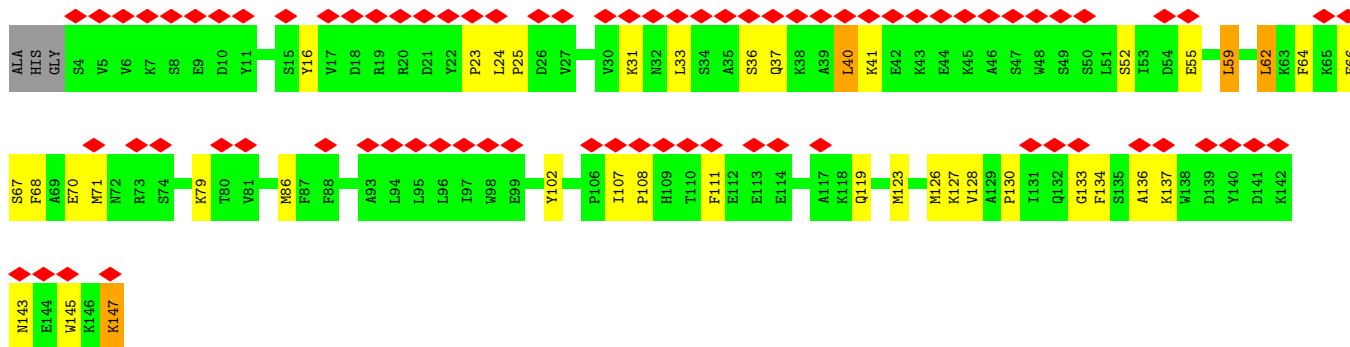 ALA HIS GLY S4 V5 V6 K7 S8 E9 D10 Y11 S15 Y16 V17 D18 R19 R20 D21 Y22 P23 L24 P25 D26 V27 V30 K31 N32 L33 S34 A35 S36 Q37 K38 A39 L40 K41 E42 K43 E44 K45 A46 S47 W48 S49 S50 L51 S52 I53 D54 E55 L59 L62 K63 F64 K65
S67 F68 A69 E70 M71 N72 R73 S74 K79 T80 V81 M86 F87 F88 A93 L94 L95 L96 I97 W98 E99 Y102 P106 I107 P108 H109 T110 F111 E112 E113 E114 A117 K118 Q119 M123 M126 K127 V128 A129 P130 I131 Q132 G133 F134 S135 A136 K137 W138 D139 Y140 D141 K142
N143 E144 W145 K146 K147